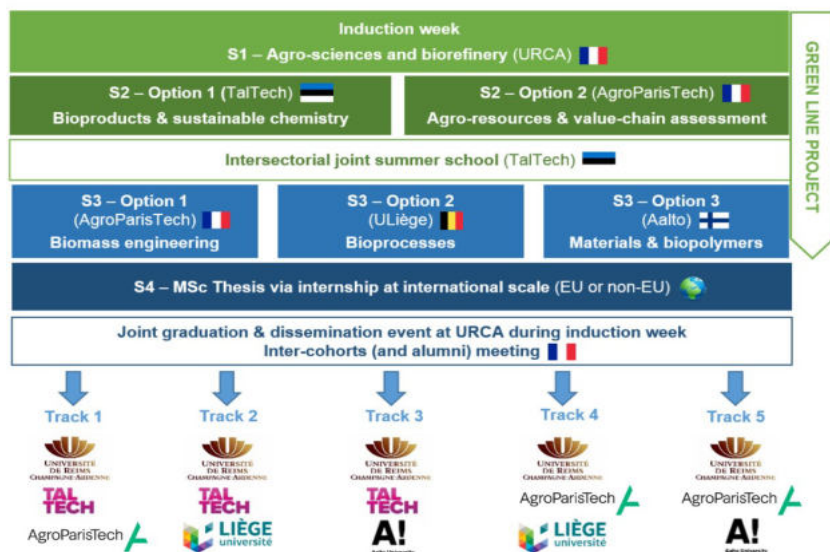 Induction week
S1 – Agro-sciences and biorefinery (URCA)
S2 – Option 1 (TalTech)
Bioproducts & sustainable chemistry
S2 – Option 2 (AgroParisTech)
Agro-resources & value-chain assessment
Intersectorial joint summer school (TalTech)
S3 – Option 1
(AgroParisTech)
Biomass engineering
S3 – Option 2
(ULiège)
Bioprocesses
S3 – Option 3
(Aalto)
Materials & biopolymers
S4 – MSc Thesis via internship at international scale (EU or non-EU)
Joint graduation & dissemination event at URCA during induction week
Inter-cohorts (and alumni) meeting
GREEN LINE PROJECT
Track 1
UNIVERSITÉ
DE REIMS
CHAMPAGNE-ARDENNE
TAL
TECH
AgroParisTech
Track 2
UNIVERSITÉ
DE REIMS
CHAMPAGNE-ARDENNE
TAL
TECH
LIÈGE
université
Track 3
UNIVERSITÉ
DE REIMS
CHAMPAGNE-ARDENNE
TAL
TECH
A!
Track 4
UNIVERSITÉ
DE REIMS
CHAMPAGNE-ARDENNE
AgroParisTech
LIÈGE
université
Track 5
UNIVERSITÉ
DE REIMS
CHAMPAGNE-ARDENNE
AgroParisTech
A!